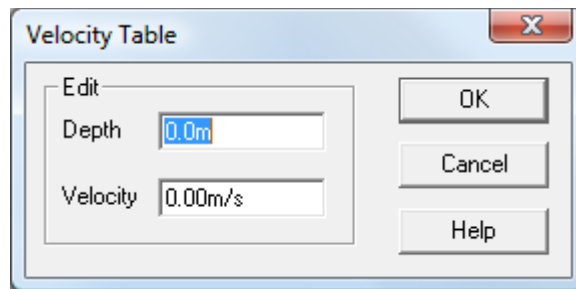 Velocity Table
Edit
Depth 0.0m
Velocity 0.00m/s
OK
Cancel
Help